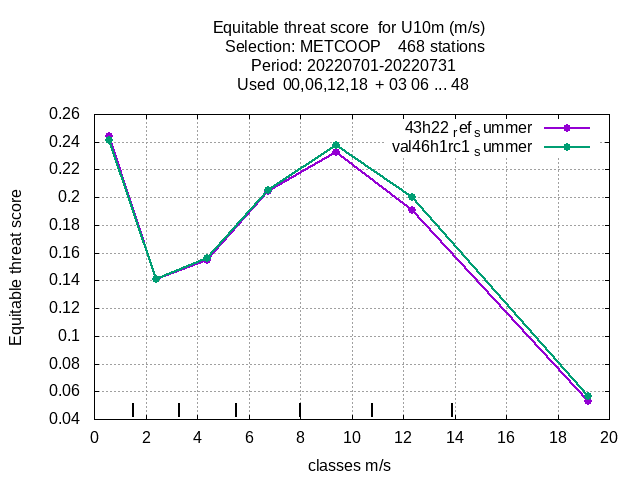 Equitable threat score for U10m (m/s)
Selection: METCOOP 468 stations
Period: 20220701-20220731
Used 00,06,12,18 + 03 06 ... 48
43h22 ref summer
val46h1rc1 summer
Equitable threat score
0.26
0.24
0.22
0.2
0.18
0.16
0.14
0.12
0.1
0.08
0.06
0.04
0 2 4 6 8 10 12 14 16 18 20
classes m/s